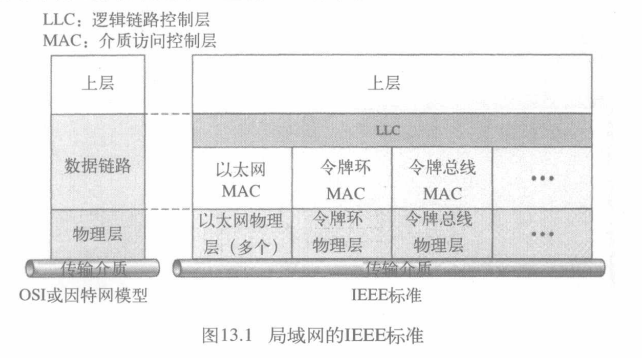 LLC：逻辑链路控制层
MAC：介质访问控制层
上层
上层
LLC
数据链路
以太网
MAC
令牌环
MAC
令牌总线
MAC
•••
物理层
以太网物理
层（多个）
令牌环
物理层
令牌总线
物理层
•••
传输介质
传输介质
OSI或因特网模型
IEEE标准
图13.1 局域网的IEEE标准